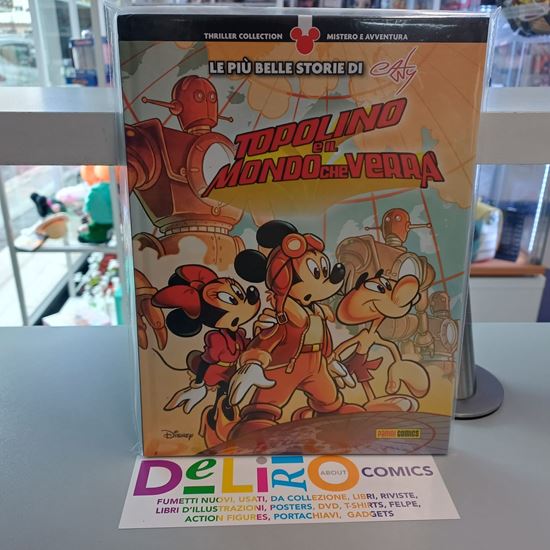 THRILLER COLLECTION MISTERO E AVVENTURA
LE PIÙ BELLE STORIE DI
TOPOLINO
E IL
MONDO CHE VERRÀ
Disney
PANINI COMICS
DeLiRiO ABOUT COMICS
FUMETTI NUOVI, USATI, DA COLLEZIONE, LIBRI, RIVISTE,
LIBRI D'ILLUSTRAZIONI, POSTERS, DVD, T-SHIRTS, FELPE,
ACTION FIGURES, PORTACHIAVI, GADGETS